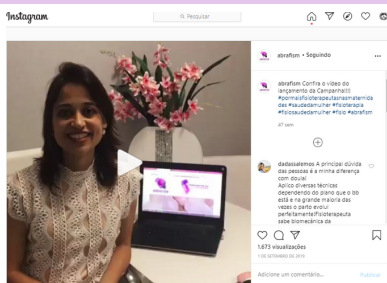 Instagram
Pesquisar
abrafism • Seguindo
abrafism Confira o vídeo do
lançamento da Campanha!!!
#pormaisfisioterapeutasnasmaternida
des #saudedamulher #fisioterapia
#fisiosaudedamulher #fisio #abrafism
47 sem
dadassalemos A principal dúvida
das pessoas é a minha diferença
com doula!
Aplico diversas técnicas
dependendo do plano que o bb
está e na grande maioria das
vezes o parto evolui
perfeitamente!Fisioterapeuta
sabe biomecânica da
1.673 visualizações
1 DE SETEMBRO DE 2019
Adicione um comentário...
Publicar